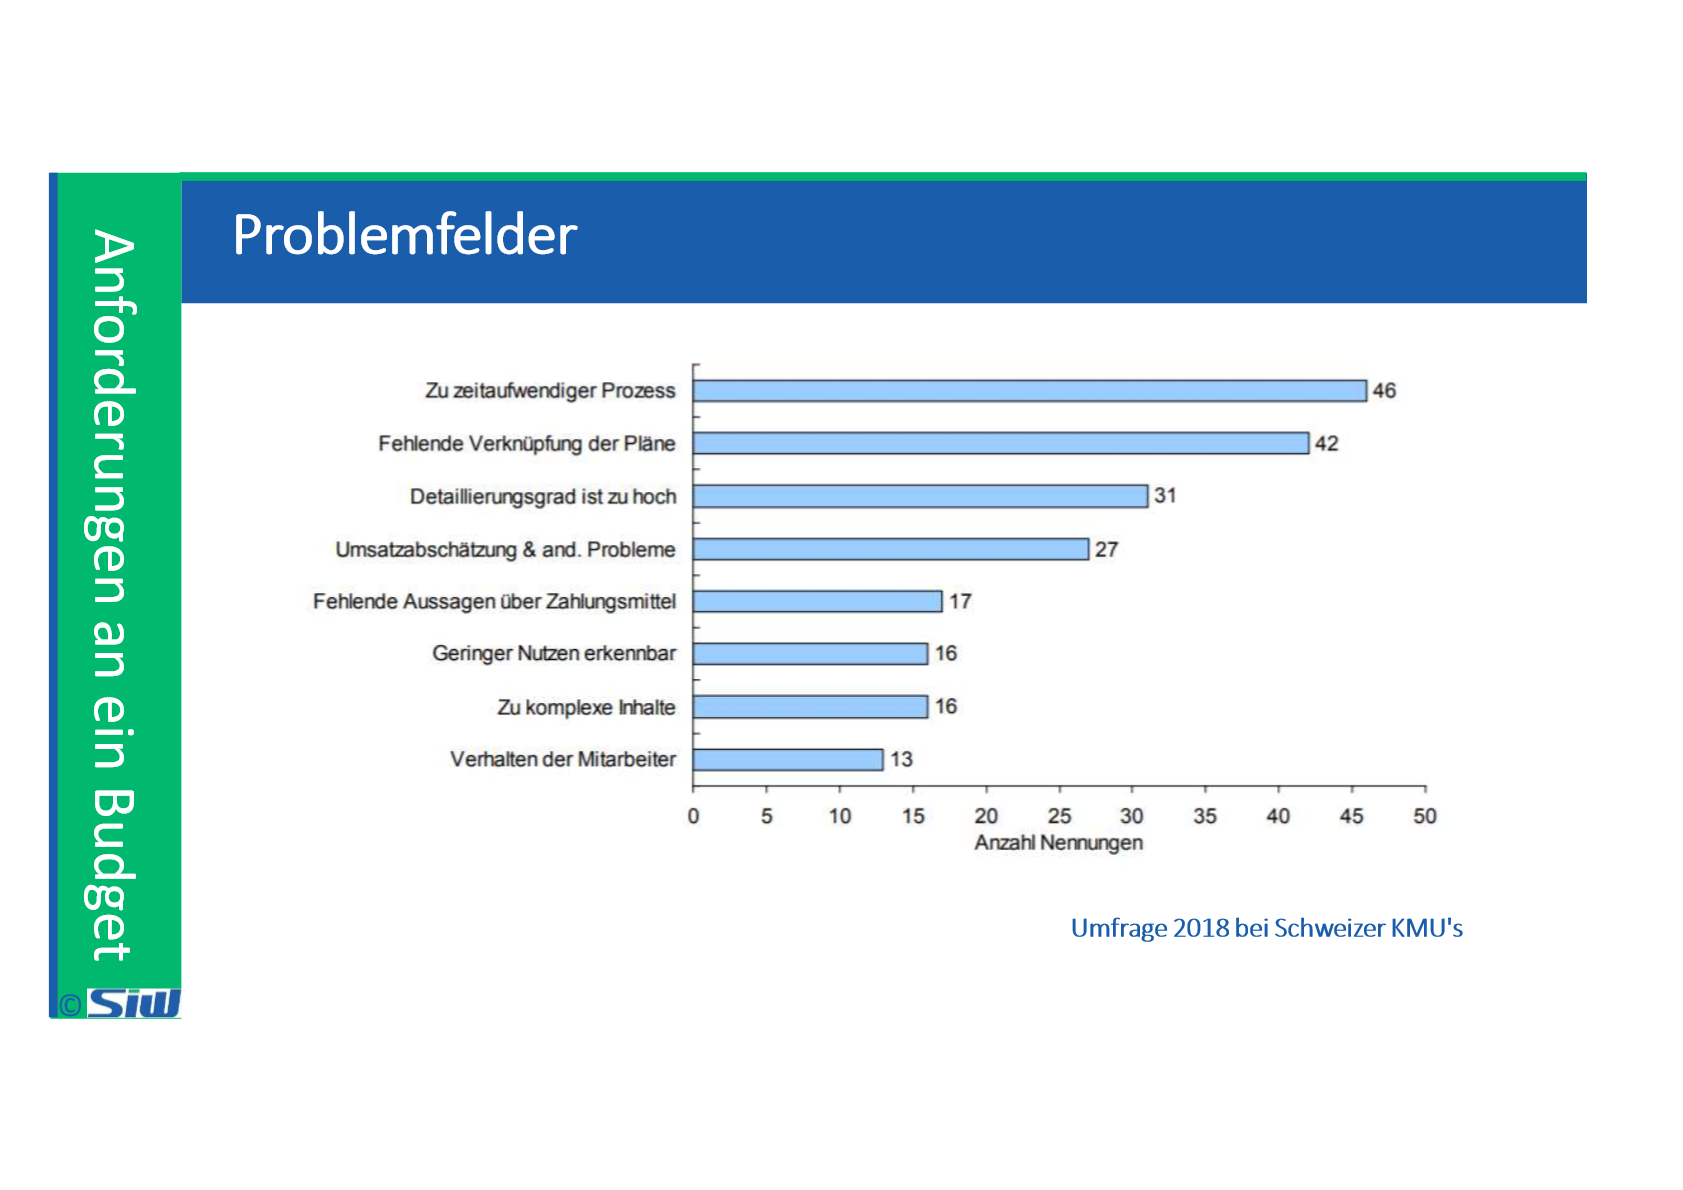 Anforderungen an ein Budget
Problemfelder
Zu zeitaufwendiger Prozess 46
Fehlende Verknüpfung der Pläne 42
Detaillierungsgrad ist zu hoch 31
Umsatzabschätzung & and. Probleme 27
Fehlende Aussagen über Zahlungsmittel 17
Geringer Nutzen erkennbar 16
Zu komplexe Inhalte 16
Verhalten der Mitarbeiter 13
0 5 10 15 20 25 30 35 40 45 50
Anzahl Nennungen
Umfrage 2018 bei Schweizer KMU's
© SIW